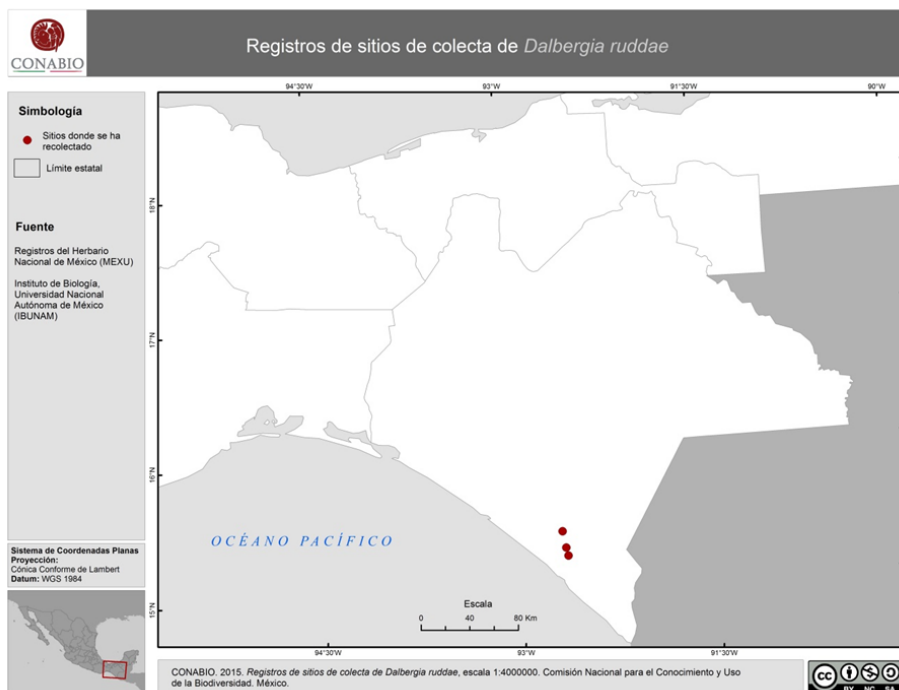 CONABIO
Registros de sitios de colecta de Dalbergia ruddae
Simbología
Sitios donde se ha
recolectado
Límite estatal
Fuente
Registros del Herbario
Nacional de México (MEXU)
Instituto de Biología,
Universidad Nacional
Autónoma de México
(IBUNAM)
Sistema de Coordenadas Planas
Proyección:
Cónica Conforme de Lambert
Datum: WGS 1984
94°30'W 93°W 91°30'W 90°W
18°N
17°N
16°N
15°N
OCÉANO PACÍFICO
Escala
0 40 80 Km
94°30'W 93°W 91°30'W
CONABIO. 2015. Registros de sitios de colecta de Dalbergia ruddae, escala 1:4000000. Comisión Nacional para el Conocimiento y Uso
de la Biodiversidad. México.
cc
BY NC SA